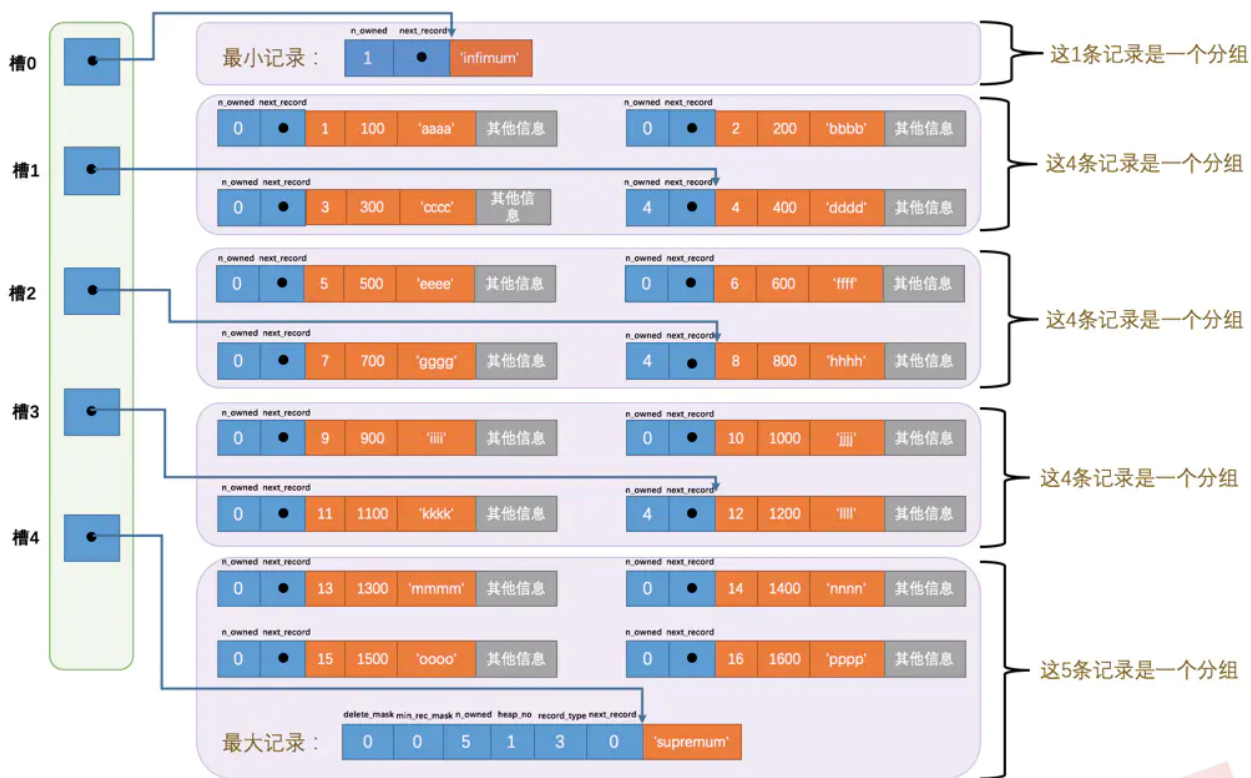 槽0
n_owned next_record
最小记录： 1 'infimum'
这1条记录是一个分组
n_owned next_record n_owned next_record
0 1 100 'aaaa' 其他信息 0 2 200 'bbbb' 其他信息
槽1
这4条记录是一个分组
n_owned next_record n_owned next_record
0 3 300 'cccc' 其他信息 4 4 400 'dddd' 其他信息
n_owned next_record n_owned next_record
0 5 500 'eeee' 其他信息 0 6 600 'ffff' 其他信息
槽2
这4条记录是一个分组
n_owned next_record n_owned next_record
0 7 700 'gggg' 其他信息 4 8 800 'hhhh' 其他信息
槽3
n_owned next_record n_owned next_record
0 9 900 'iiii' 其他信息 0 10 1000 'jjjj' 其他信息
这4条记录是一个分组
n_owned next_record n_owned next_record
0 11 1100 'kkkk' 其他信息 4 12 1200 'llll' 其他信息
槽4
n_owned next_record n_owned next_record
0 13 1300 'mmmm' 其他信息 0 14 1400 'nnnn' 其他信息
n_owned next_record n_owned next_record
0 15 1500 'oooo' 其他信息 0 16 1600 'pppp' 其他信息
这5条记录是一个分组
delete_mask min_rec_mask n_owned heap_no record_type next_record
最大记录： 0 0 5 1 3 0 'supremum'